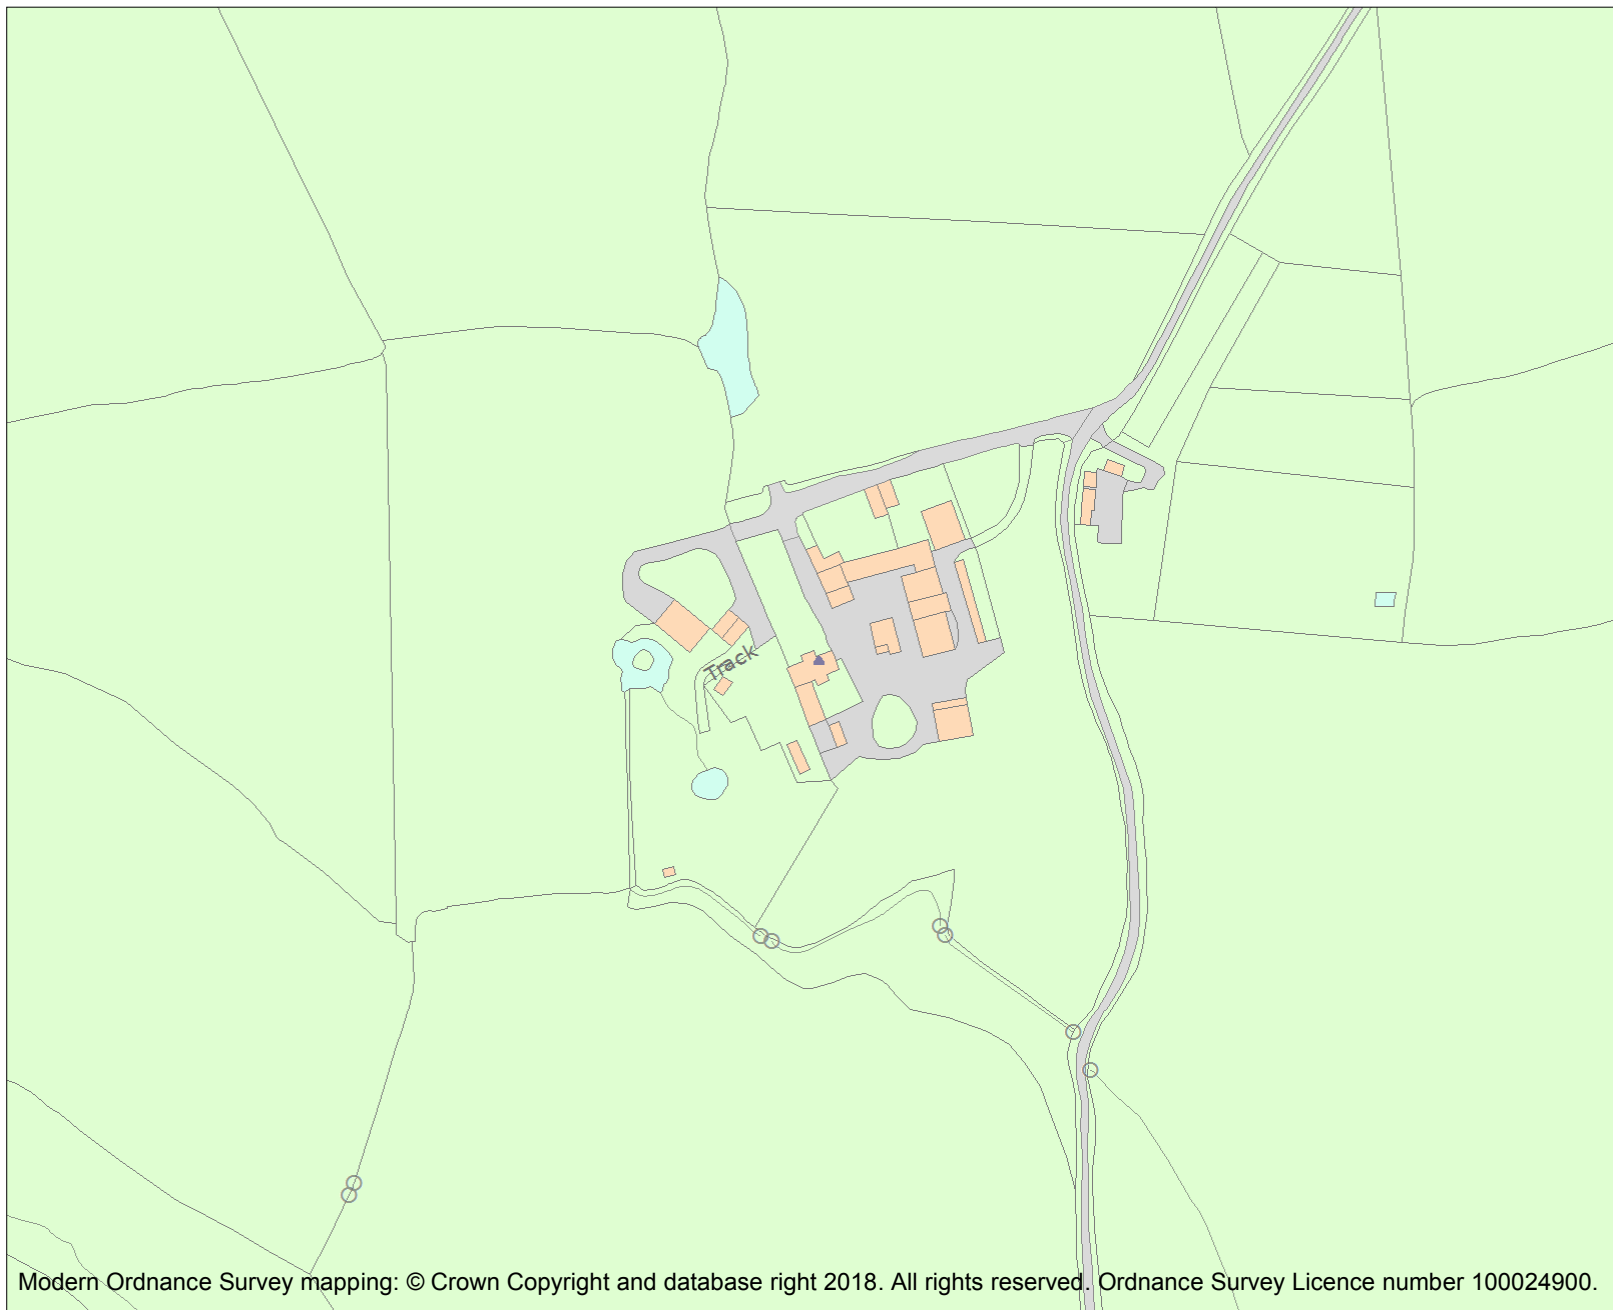 Track
Modern Ordnance Survey mapping: © Crown Copyright and database right 2018. All rights reserved. Ordnance Survey Licence number 100024900.